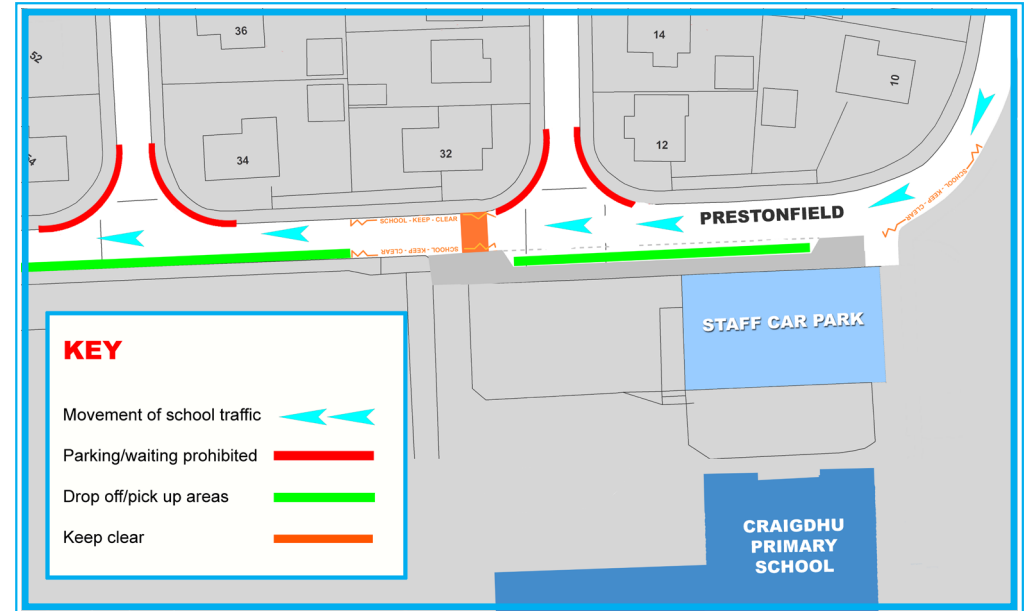 36
14
52
10
34
32
12
54
SCHOOL - KEEP - CLEAR
SCHOOL - KEEP - CLEAR
SCHOOL - KEEP - CLEAR
PRESTONFIELD
STAFF CAR PARK
KEY
Movement of school traffic
Parking/waiting prohibited
Drop off/pick up areas
Keep clear
CRAIGDHU
PRIMARY
SCHOOL